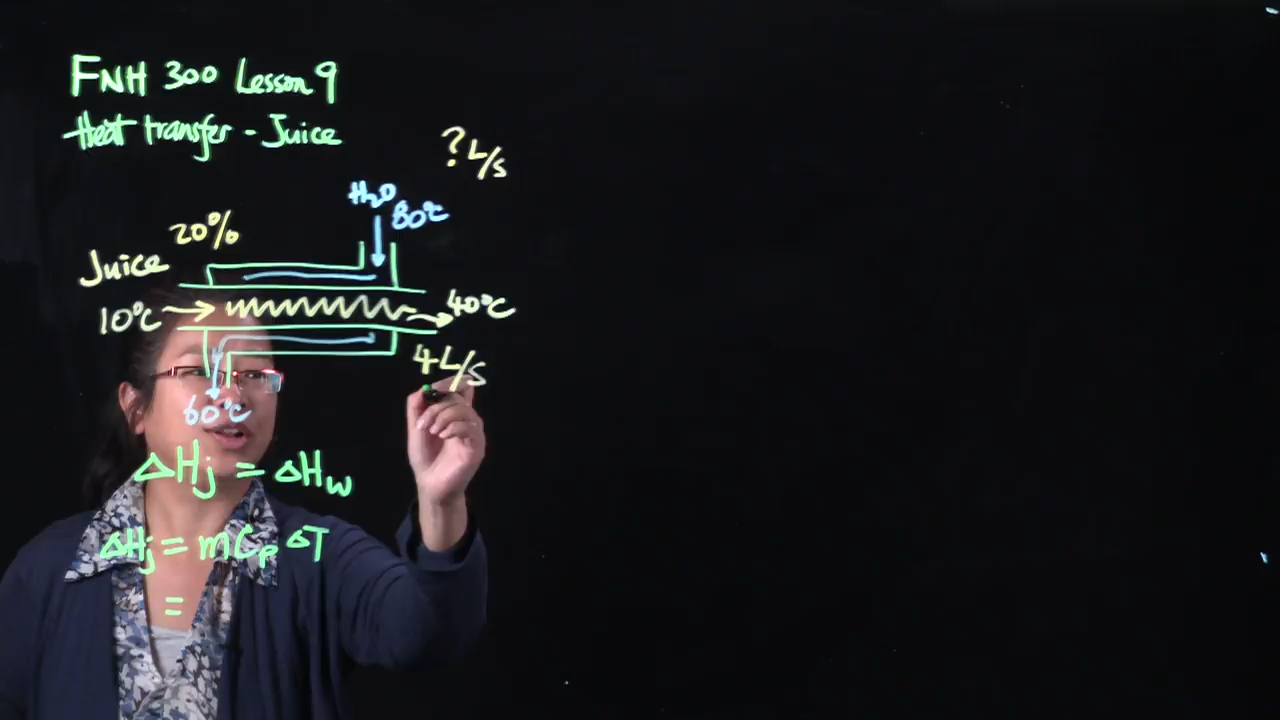 FNH 300 Lesson 9
Heat transfer - Juice
? L/s
H2O
80°C
20%
Juice
10°C
40°C
4L/s
60°C
ΔHj = ΔHw
ΔHj = mCp ΔT
=